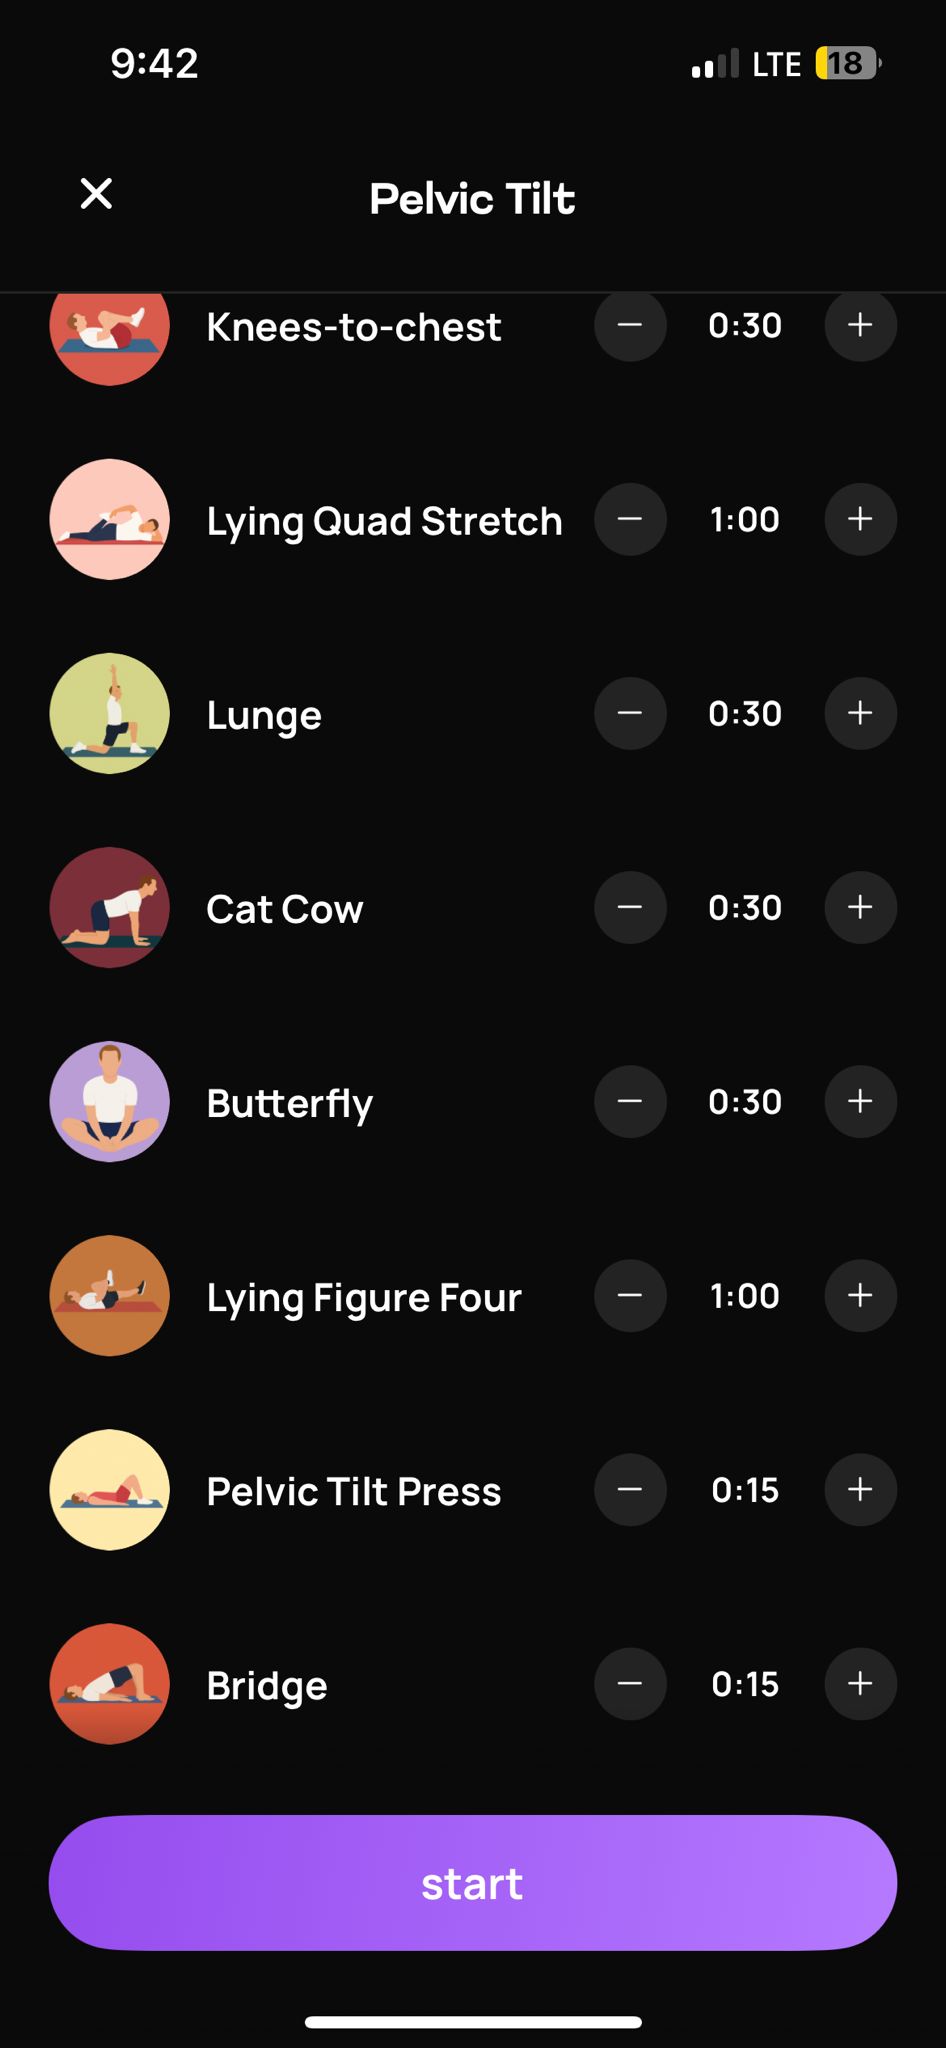 9:42
LTE 18
Pelvic Tilt
Knees-to-chest 0:30
Lying Quad Stretch 1:00
Lunge 0:30
Cat Cow 0:30
Butterfly 0:30
Lying Figure Four 1:00
Pelvic Tilt Press 0:15
Bridge 0:15
start